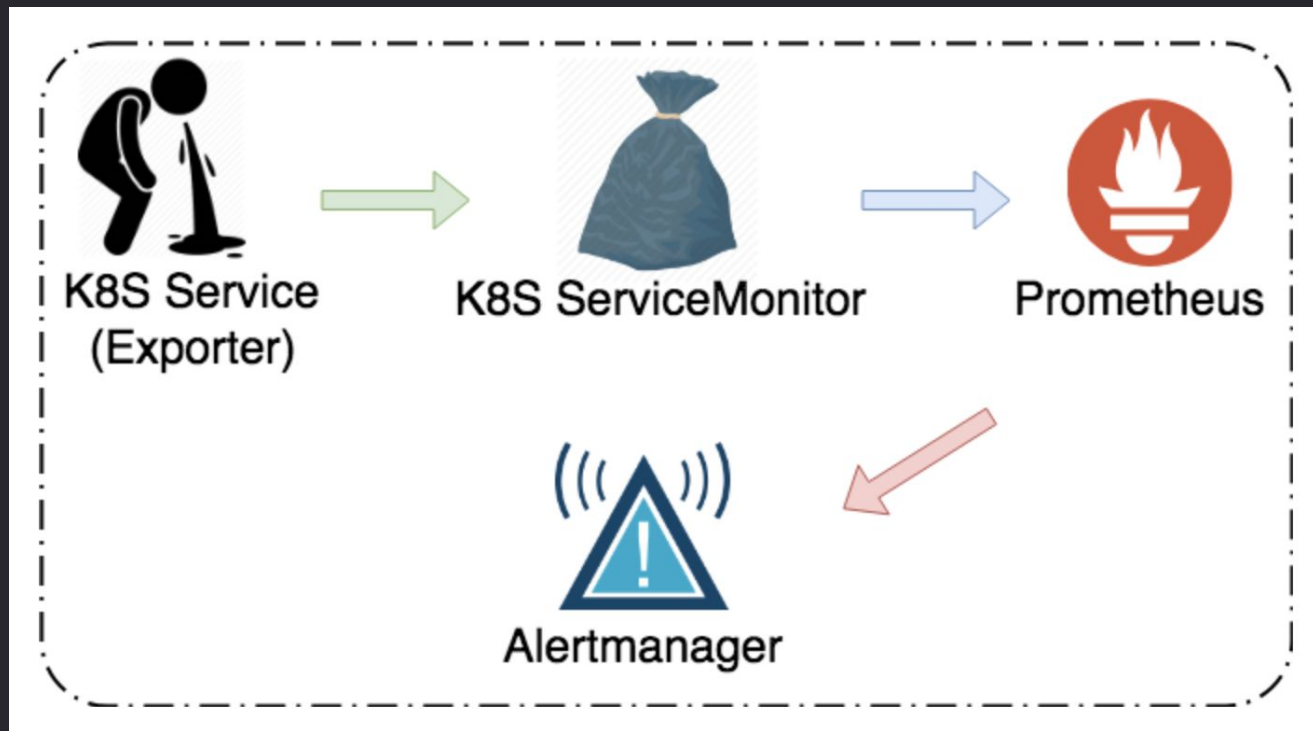 K8S Service
(Exporter)
K8S ServiceMonitor
Prometheus
!
Alertmanager